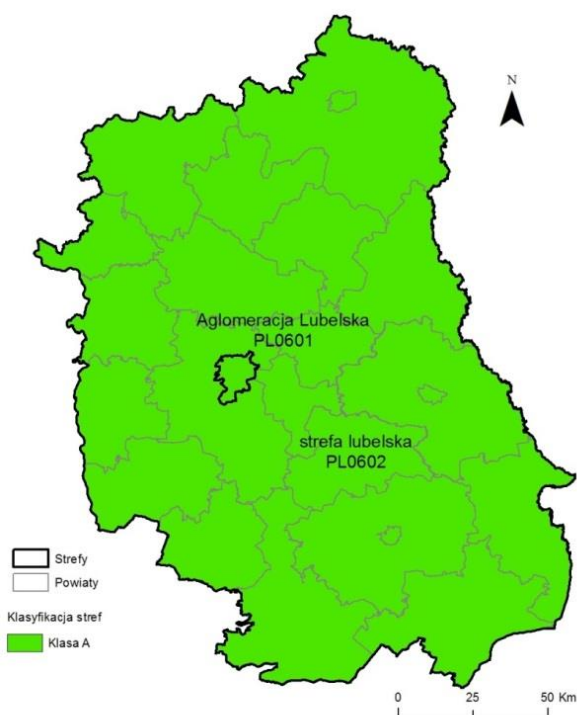 N
Aglomeracja Lubelska
PL0601
strefa lubelska
PL0602
Strefy
Powiaty
Klasyfikacja stref
Klasa A
0 25 50 Km